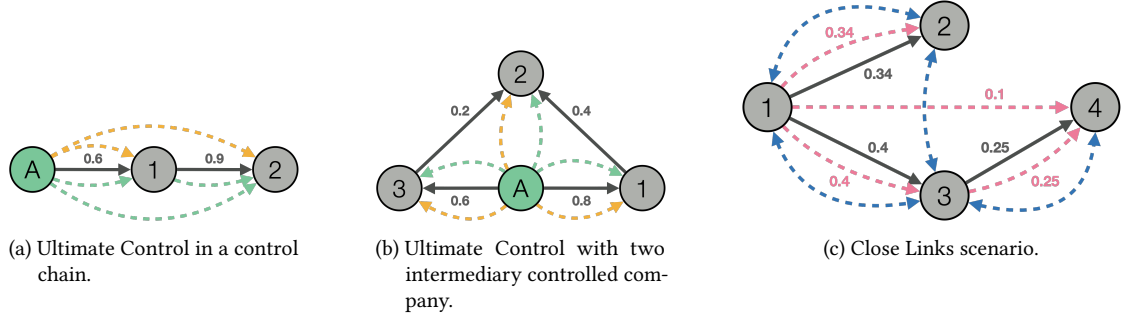 A
0.6
1
0.9
2
(a) Ultimate Control in a control
chain.
2
0.2
0.4
3
A
1
0.6
0.8
(b) Ultimate Control with two
intermediary controlled com-
pany.
2
0.34
0.34
1
0.1
4
0.4
0.25
0.4
0.25
3
(c) Close Links scenario.